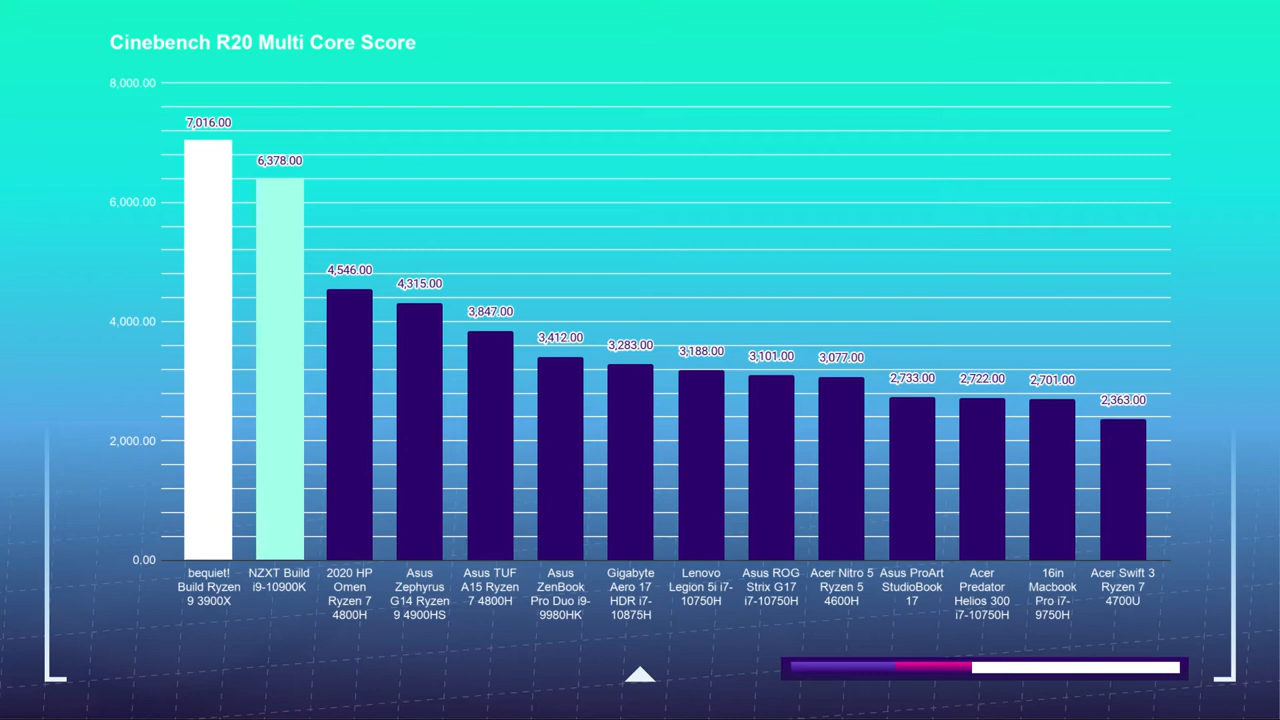 Cinebench R20 Multi Core Score
8,000.00
6,000.00
4,000.00
2,000.00
0.00
7,016.00
6,378.00
4,546.00
4,315.00
3,847.00
3,412.00
3,283.00
3,188.00
3,101.00
3,077.00
2,733.00
2,722.00
2,701.00
2,363.00
bequiet!
Build Ryzen
9 3900X
NZXT Build
i9-10900K
2020 HP
Omen
Ryzen 7
4800H
Asus
Zephyrus
G14 Ryzen
9 4900HS
Asus TUF
A15 Ryzen
7 4800H
Asus
ZenBook
Pro Duo i9-
9980HK
Gigabyte
Aero 17
HDR i7-
10875H
Lenovo
Legion 5i i7-
10750H
Asus ROG
Strix G17
i7-10750H
Acer Nitro 5
Ryzen 5
4600H
Asus ProArt
StudioBook
17
Acer
Predator
Helios 300
i7-10750H
16in
Macbook
Pro i7-
9750H
Acer Swift 3
Ryzen 7
4700U